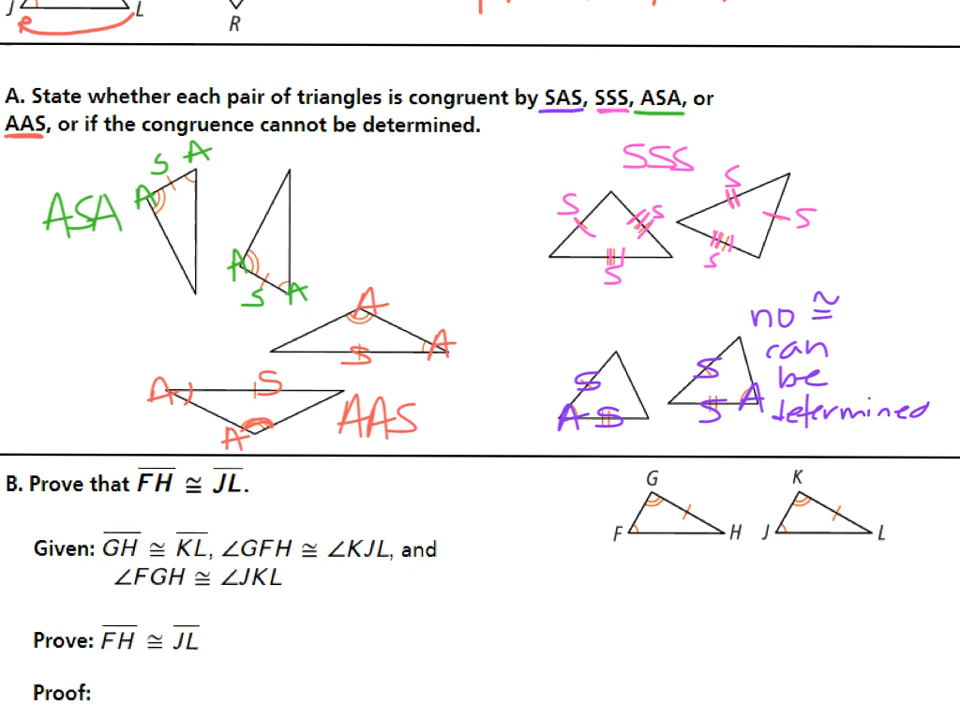 J L
R
R
A. State whether each pair of triangles is congruent by SAS, SSS, ASA, or
AAS, or if the congruence cannot be determined.
ASA
A S A
A S A
SSS
S S S
S S S
A
S A
A S
A
AAS
S
A S
S
S A
no ≅
can
be
determined
B. Prove that FH ≅ JL.
G K
F H J L
Given: GH ≅ KL, ∠GFH ≅ ∠KJL, and
∠FGH ≅ ∠JKL
Prove: FH ≅ JL
Proof: